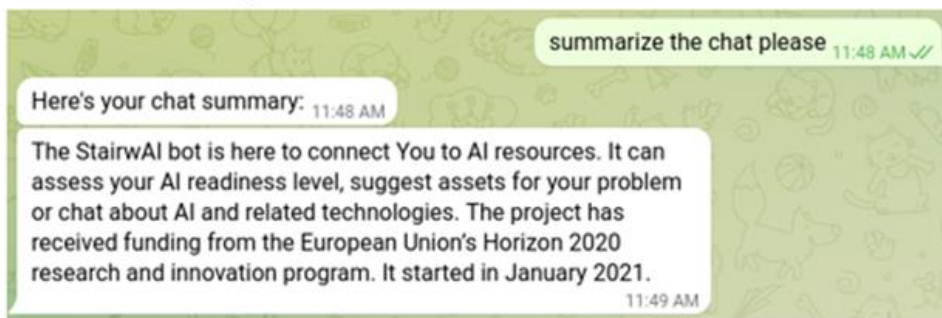 summarize the chat please 11:48 AM
Here's your chat summary: 11:48 AM
The StairwAI bot is here to connect You to AI resources. It can
assess your AI readiness level, suggest assets for your problem
or chat about AI and related technologies. The project has
received funding from the European Union's Horizon 2020
research and innovation program. It started in January 2021.
11:49 AM